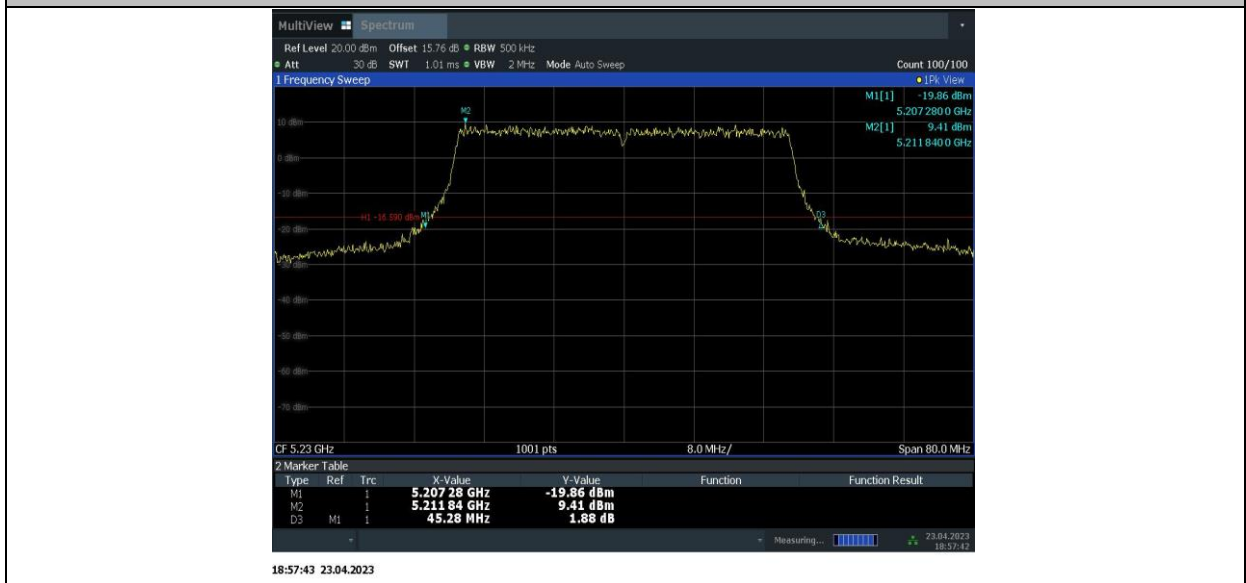 MultiView Spectrum
Ref Level 20.00 dBm Offset 15.76 dB RBW 500 kHz
Att 30 dB SWT 1.01 ms VBW 2 MHz Mode Auto Sweep Count 100/100
1 Frequency Sweep 1Pk View
M1[1] -19.86 dBm
5.207 280 0 GHz
M2
10 dBm
M2[1] 9.41 dBm
5.211 840 0 GHz
0 dBm
-10 dBm
H1 -16.590 dBm M1 D3
-20 dBm
-30 dBm
-40 dBm
-50 dBm
-60 dBm
-70 dBm
CF 5.23 GHz 1001 pts 8.0 MHz/ Span 80.0 MHz
2 Marker Table
Type Ref Trc X-Value Y-Value Function Function Result
M1 1 5.207 28 GHz -19.86 dBm
M2 1 5.211 84 GHz 9.41 dBm
D3 M1 1 45.28 MHz 1.88 dB
Measuring... 23.04.2023
18:57:42
18:57:43 23.04.2023